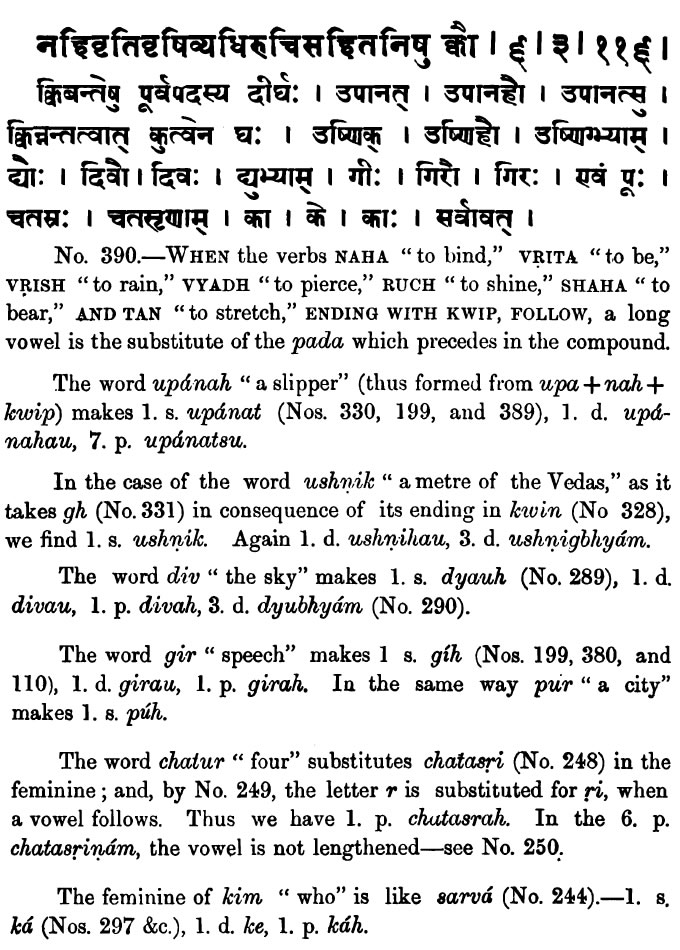 नहिवृतिवृषिव्यधिरुचिसहितनिषु क्वौ । ६ । ३ । ११६ ।
क्विबन्तेषु पूर्वपदस्य दीर्घः । उपानत् । उपानहौ । उपानत्सु ।
क्विन्नन्तत्वात् कुत्वेन घः । उष्णिक् । उष्णिहौ । उष्णिग्भ्याम् ।
द्यौः । दिवौ । दिवः । द्युभ्याम् । गीः । गिरौ । गिरः । एवं पूः ।
चतस्रः । चतसृणाम् । का । के । काः । सर्वावत् ।
No. 390.—WHEN the verbs NAHA “to bind,” VṚITA “to be,”
VṚISH “to rain,” VYADH “to pierce,” RUCH “to shine,” SHAHA “to
bear,” AND TAN “to stretch,” ENDING WITH KWIP, FOLLOW, a long
vowel is the substitute of the pada which precedes in the compound.
The word upánah “a slipper” (thus formed from upa+nah+
kwip) makes 1. s. upánat (Nos. 330, 199, and 389), 1. d. upá-
nahau, 7. p. upánatsu.
In the case of the word ushṇik “a metre of the Vedas,” as it
takes gh (No. 331) in consequence of its ending in kwin (No 328),
we find 1. s. ushṇik. Again 1. d. ushṇihau, 3. d. ushṇigbhyám.
The word div “the sky” makes 1. s. dyauh (No. 289), 1. d.
divau, 1. p. divah, 3. d. dyubhyám (No. 290).
The word gir “speech” makes 1 s. gíh (Nos. 199, 380, and
110), 1. d. girau, 1. p. girah. In the same way pur “a city”
makes 1. s. púh.
The word chatur “four” substitutes chatasṛi (No. 248) in the
feminine; and, by No. 249, the letter r is substituted for ṛi, when
a vowel follows. Thus we have 1. p. chatasrah. In the 6. p.
chatasṛiṇám, the vowel is not lengthened—see No. 250.
The feminine of kim “who” is like sarvá (No. 244).—1. s.
ká (Nos. 297 &c.), 1. d. ke, 1. p. káh.